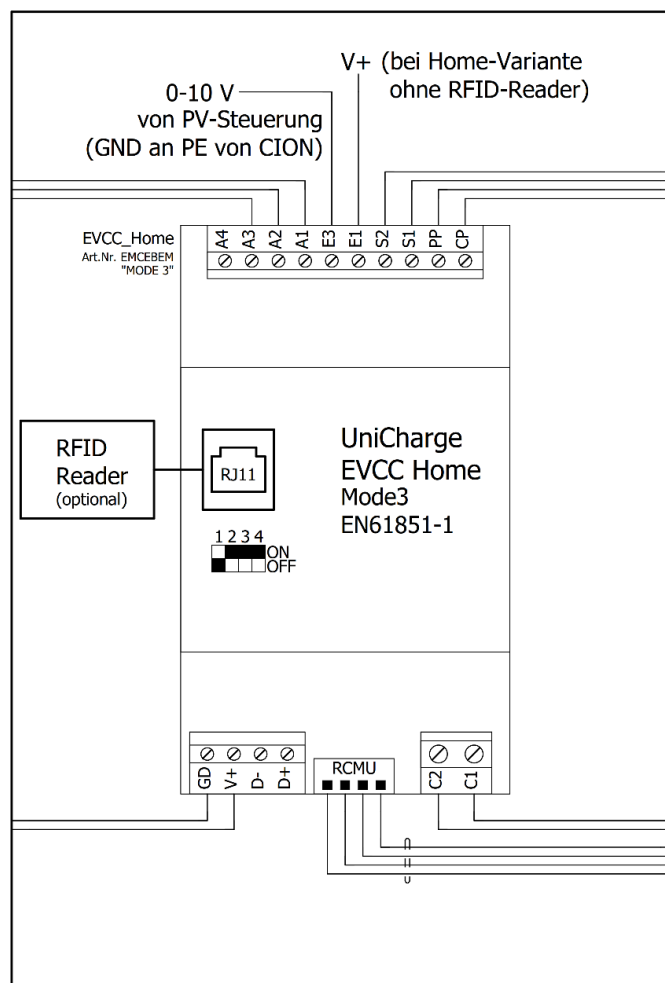 V+ (bei Home-Variante
ohne RFID-Reader)
0-10 V
von PV-Steuerung
(GND an PE von CION)
EVCC_Home
Art.Nr. EMCEBEM
"MODE 3"
A4 A3 A2 A1 E3 E1 S2 S1 PP CP
RFID
Reader
(optional)
RJ11
UniCharge
EVCC Home
Mode3
EN61851-1
1 2 3 4
ON
OFF
GD V+ D- D+
RCMU
C2 C1